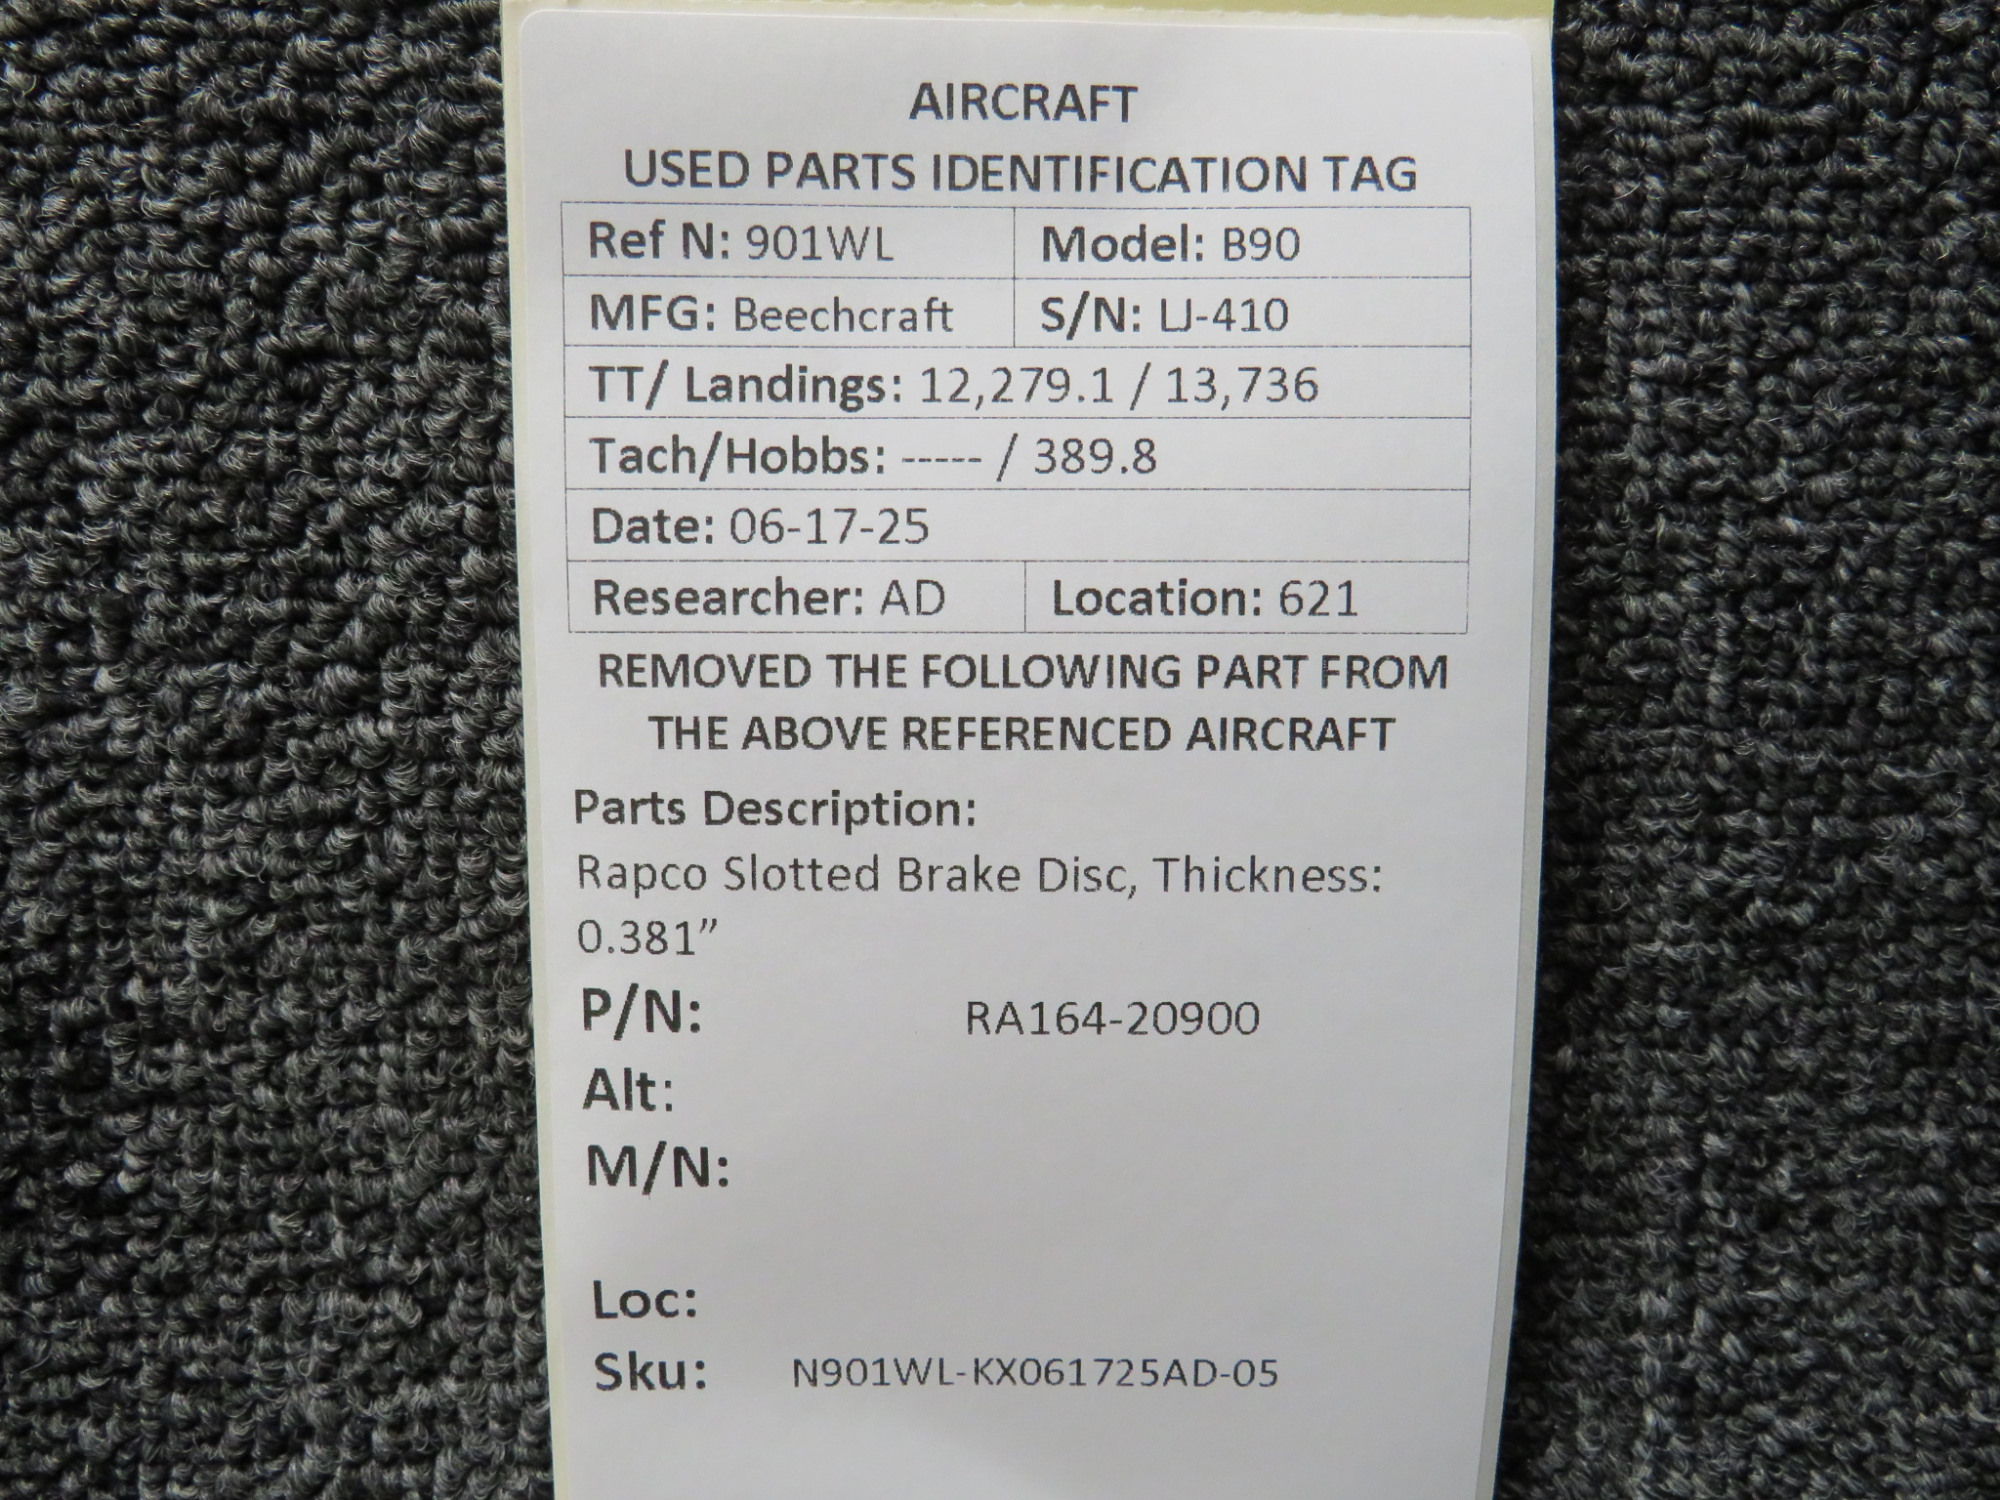 AIRCRAFT
USED PARTS IDENTIFICATION TAG
Ref N: 901WL Model: B90
MFG: Beechcraft S/N: LJ-410
TT/ Landings: 12,279.1 / 13,736
Tach/Hobbs: ----- / 389.8
Date: 06-17-25
Researcher: AD Location: 621
REMOVED THE FOLLOWING PART FROM
THE ABOVE REFERENCED AIRCRAFT
Parts Description:
Rapco Slotted Brake Disc, Thickness:
0.381”
P/N: RA164-20900
Alt:
M/N:
Loc:
Sku: N901WL-KX061725AD-05